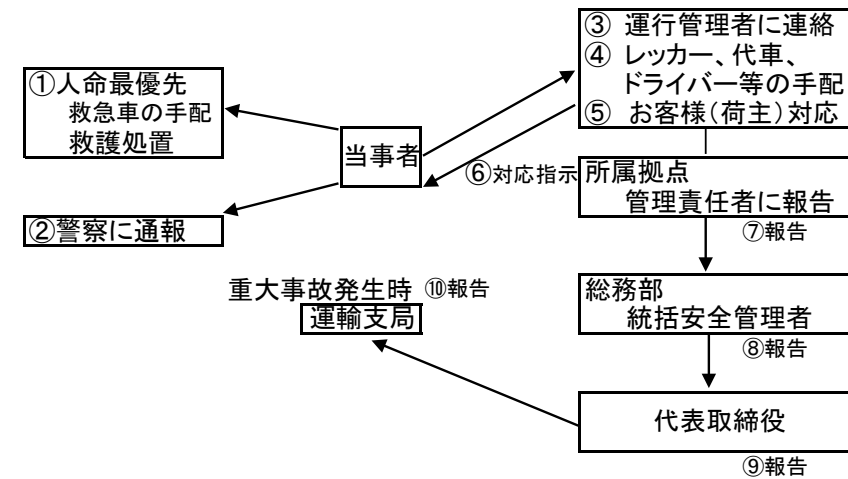 ①人命最優先
救急車の手配
救護処置
②警察に通報
当事者
③ 運行管理者に連絡
④ レッカー、代車、
ドライバー等の手配
⑤ お客様(荷主)対応
⑥対応指示
所属拠点
管理責任者に報告
⑦報告
総務部
統括安全管理者
⑧報告
代表取締役
⑨報告
重大事故発生時 ⑩報告
運輸支局